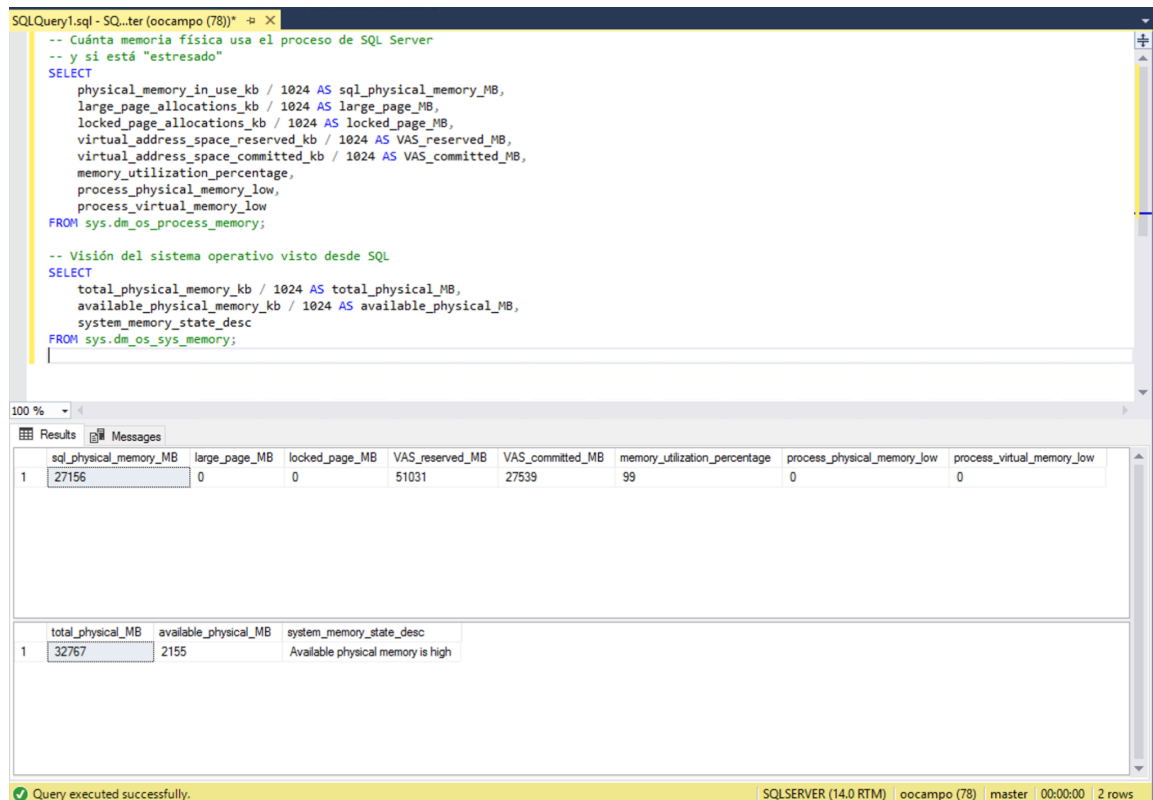 SQLQuery1.sql - SQ...ter (oocampo (78))*
-- Cuánta memoria física usa el proceso de SQL Server
-- y si está "estresado"
SELECT
    physical_memory_in_use_kb / 1024 AS sql_physical_memory_MB,
    large_page_allocations_kb / 1024 AS large_page_MB,
    locked_page_allocations_kb / 1024 AS locked_page_MB,
    virtual_address_space_reserved_kb / 1024 AS VAS_reserved_MB,
    virtual_address_space_committed_kb / 1024 AS VAS_committed_MB,
    memory_utilization_percentage,
    process_physical_memory_low,
    process_virtual_memory_low
FROM sys.dm_os_process_memory;
-- Visión del sistema operativo visto desde SQL
SELECT
    total_physical_memory_kb / 1024 AS total_physical_MB,
    available_physical_memory_kb / 1024 AS available_physical_MB,
    system_memory_state_desc
FROM sys.dm_os_sys_memory;
100 %
Results Messages
sql_physical_memory_MB large_page_MB locked_page_MB VAS_reserved_MB VAS_committed_MB memory_utilization_percentage process_physical_memory_low process_virtual_memory_low
1 27156 0 0 51031 27539 99 0 0
total_physical_MB available_physical_MB system_memory_state_desc
1 32767 2155 Available physical memory is high
Query executed successfully. SQLSERVER (14.0 RTM) oocampo (78) master 00:00:00 2 rows